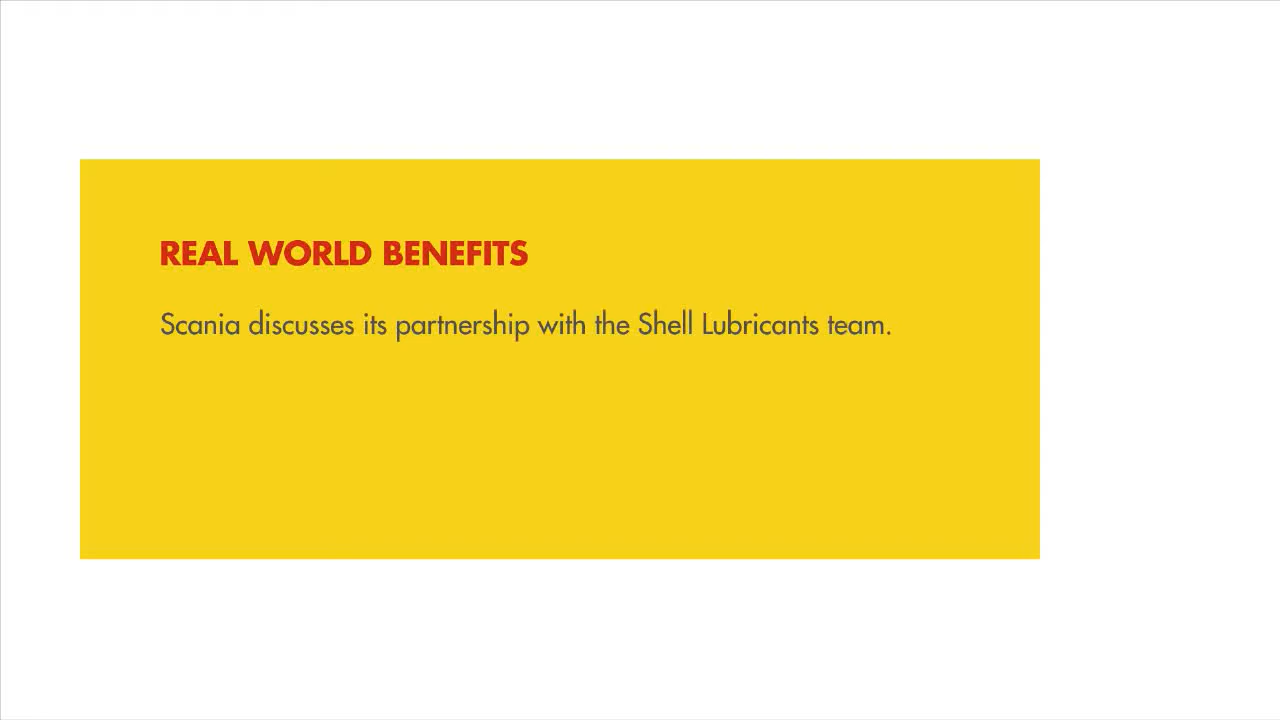 REAL WORLD BENEFITS
Scania discusses its partnership with the Shell Lubricants team.